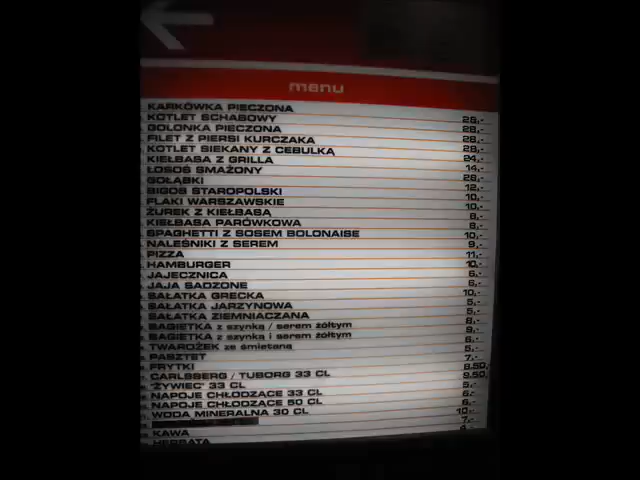 menu
KARKÓWKA PIECZONA 26,-
KOTLET SCHABOWY 28,-
GOLONKA PIECZONA 28,-
FILET Z PIERSI KURCZAKA 28,-
KOTLET SIEKANY Z CEBULKĄ 24,-
KIEŁBASA Z GRILLA 14,-
ŁOSOŚ SMAŻONY 28,-
GOŁĄBKI 12,-
BIGOS STAROPOLSKI 10,-
FLAKI WARSZAWSKIE 10,-
ŻUREK Z KIEŁBASĄ 8,-
KIEŁBASA PARÓWKOWA 8,-
SPAGHETTI Z SOSEM BOLONAISE 10,-
NALEŚNIKI Z SEREM 9,-
PIZZA 11,-
HAMBURGER 10,-
JAJECZNICA 6,-
JAJA SADZONE 6,-
SAŁATKA GRECKA 10,-
SAŁATKA JARZYNOWA 5,-
SAŁATKA ZIEMNIACZANA 5,-
BAGIETKA z szynką / serem żółtym 8,-
BAGIETKA z szynką i serem żółtym 9,-
TWAROŻEK ze śmietaną 6,-
PASZTET 5,-
FRYTKI 7,-
CARLSBERG / TUBORG 33 CL 8,50,
"ŻYWIEC" 33 CL 9,50,
NAPOJE CHŁODZĄCE 33 CL 5,-
NAPOJE CHŁODZĄCE 50 CL 6,-
WODA MINERALNA 30 CL 6,-
10,-
KAWA 7,-
HERBATA 4,-